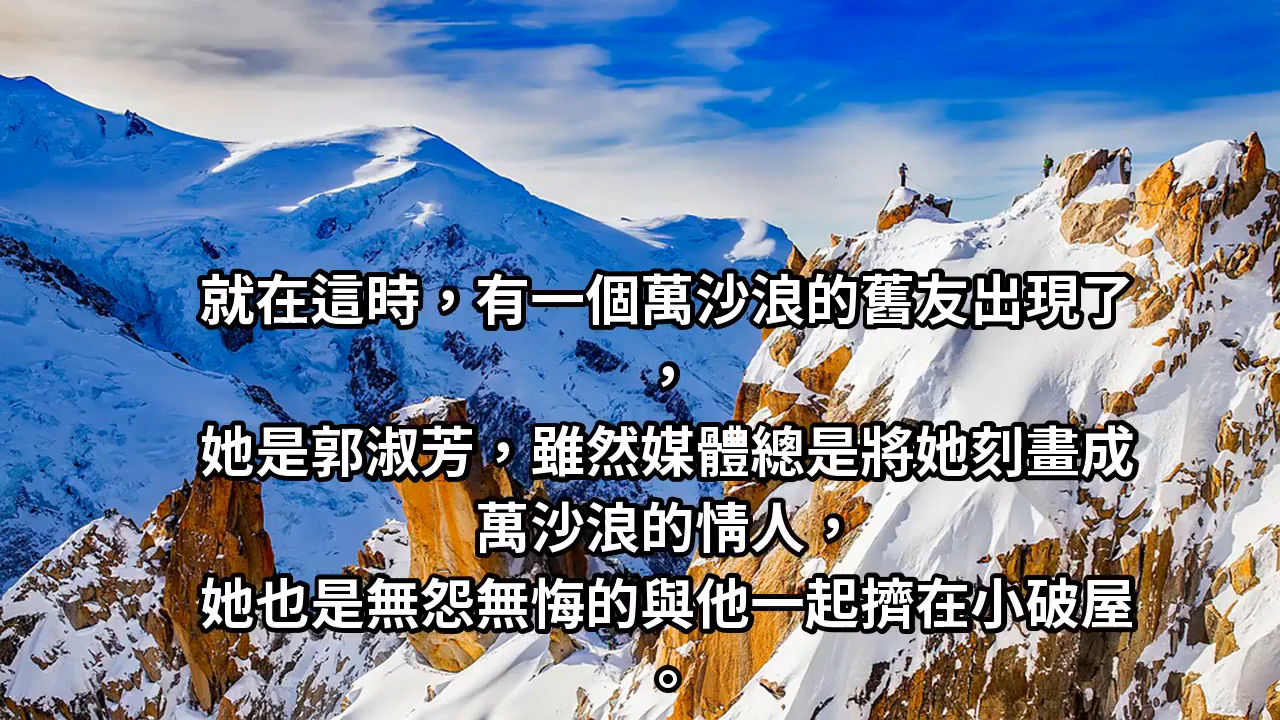 就在這時，有一個萬沙浪的舊友出現了
，
她是郭淑芳，雖然媒體總是將她刻畫成
萬沙浪的情人，
她也是無怨無悔的與他一起擠在小破屋
。